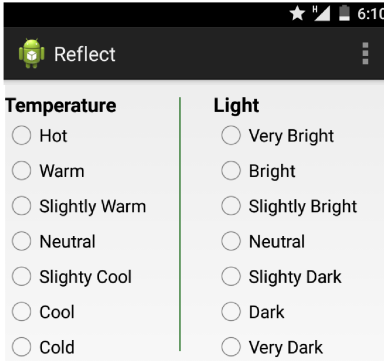 H 6:10
Reflect
Temperature
Hot
Warm
Slightly Warm
Neutral
Slighty Cool
Cool
Cold
Light
Very Bright
Bright
Slightly Bright
Neutral
Slighty Dark
Dark
Very Dark